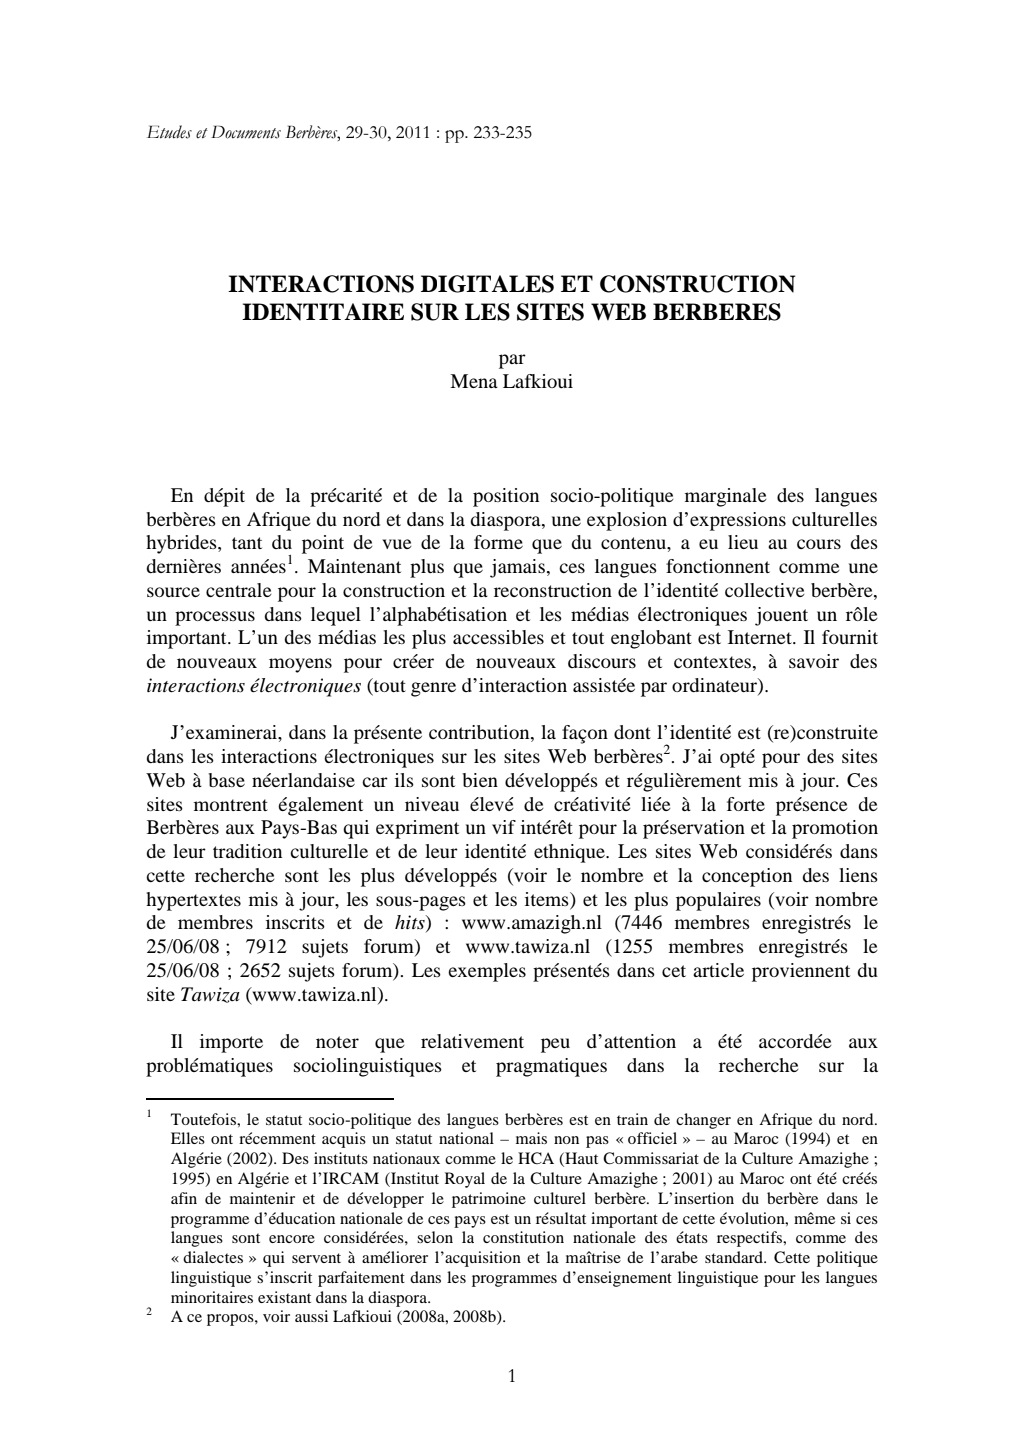 Etudes et Documents Berbères, 29-30, 2011 : pp. 233-235
INTERACTIONS DIGITALES ET CONSTRUCTION
IDENTITAIRE SUR LES SITES WEB BERBERES
par
Mena Lafkioui
En dépit de la précarité et de la position socio-politique marginale des langues
berbères en Afrique du nord et dans la diaspora, une explosion d’expressions culturelles
hybrides, tant du point de vue de la forme que du contenu, a eu lieu au cours des
dernières années1. Maintenant plus que jamais, ces langues fonctionnent comme une
source centrale pour la construction et la reconstruction de l’identité collective berbère,
un processus dans lequel l’alphabétisation et les médias électroniques jouent un rôle
important. L’un des médias les plus accessibles et tout englobant est Internet. Il fournit
de nouveaux moyens pour créer de nouveaux discours et contextes, à savoir des
interactions électroniques (tout genre d’interaction assistée par ordinateur).
J’examinerai, dans la présente contribution, la façon dont l’identité est (re)construite
dans les interactions électroniques sur les sites Web berbères2. J’ai opté pour des sites
Web à base néerlandaise car ils sont bien développés et régulièrement mis à jour. Ces
sites montrent également un niveau élevé de créativité liée à la forte présence de
Berbères aux Pays-Bas qui expriment un vif intérêt pour la préservation et la promotion
de leur tradition culturelle et de leur identité ethnique. Les sites Web considérés dans
cette recherche sont les plus développés (voir le nombre et la conception des liens
hypertextes mis à jour, les sous-pages et les items) et les plus populaires (voir nombre
de membres inscrits et de hits) : www.amazigh.nl (7446 membres enregistrés le
25/06/08 ; 7912 sujets forum) et www.tawiza.nl (1255 membres enregistrés le
25/06/08 ; 2652 sujets forum). Les exemples présentés dans cet article proviennent du
site Tawiza (www.tawiza.nl).
Il importe de noter que relativement peu d’attention a été accordée aux
problématiques sociolinguistiques et pragmatiques dans la recherche sur la
1 Toutefois, le statut socio-politique des langues berbères est en train de changer en Afrique du nord.
Elles ont récemment acquis un statut national – mais non pas « officiel » – au Maroc (1994) et en
Algérie (2002). Des instituts nationaux comme le HCA (Haut Commissariat de la Culture Amazighe ;
1995) en Algérie et l’IRCAM (Institut Royal de la Culture Amazighe ; 2001) au Maroc ont été créés
afin de maintenir et de développer le patrimoine culturel berbère. L’insertion du berbère dans le
programme d’éducation nationale de ces pays est un résultat important de cette évolution, même si ces
langues sont encore considérées, selon la constitution nationale des états respectifs, comme des
« dialectes » qui servent à améliorer l’acquisition et la maîtrise de l’arabe standard. Cette politique
linguistique s’inscrit parfaitement dans les programmes d’enseignement linguistique pour les langues
minoritaires existant dans la diaspora.
2 A ce propos, voir aussi Lafkioui (2008a, 2008b).
1